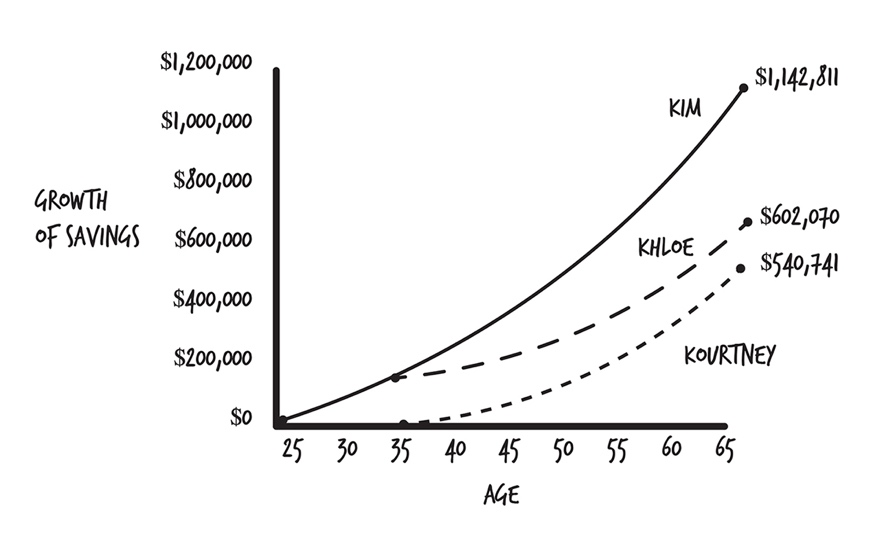 $1,200,000
$1,142,811
KIM
$1,000,000
$800,000
GROWTH
OF SAVINGS
$602,070
$600,000
KHLOE
$540,741
$400,000
$200,000
KOURTNEY
$0
25 30 35 40 45 50 55 60 65
AGE